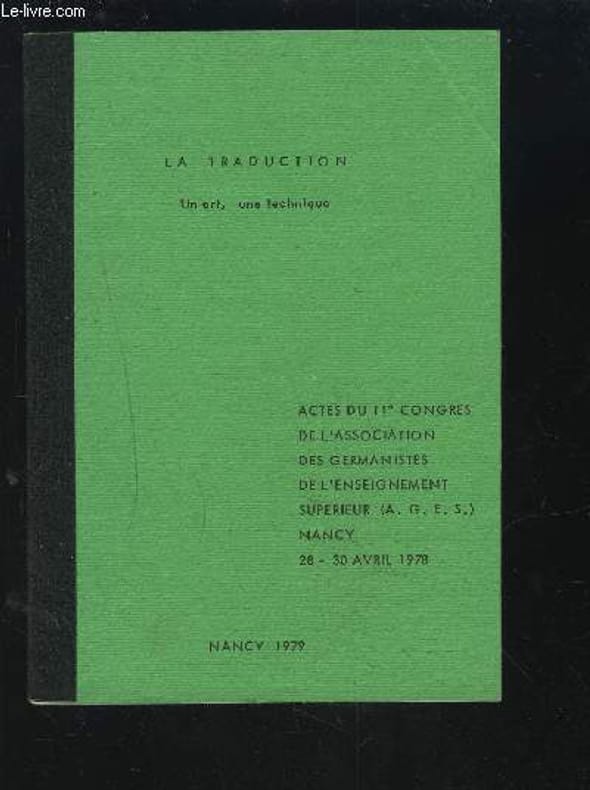 Le-livre.com
LA TRADUCTION
Un art, une technique
ACTES DU 11e CONGRES
DE L'ASSOCIATION
DES GERMANISTES
DE L'ENSEIGNEMENT
SUPERIEUR (A. G. E. S.)
NANCY
28 - 30 AVRIL 1978
NANCY 1979